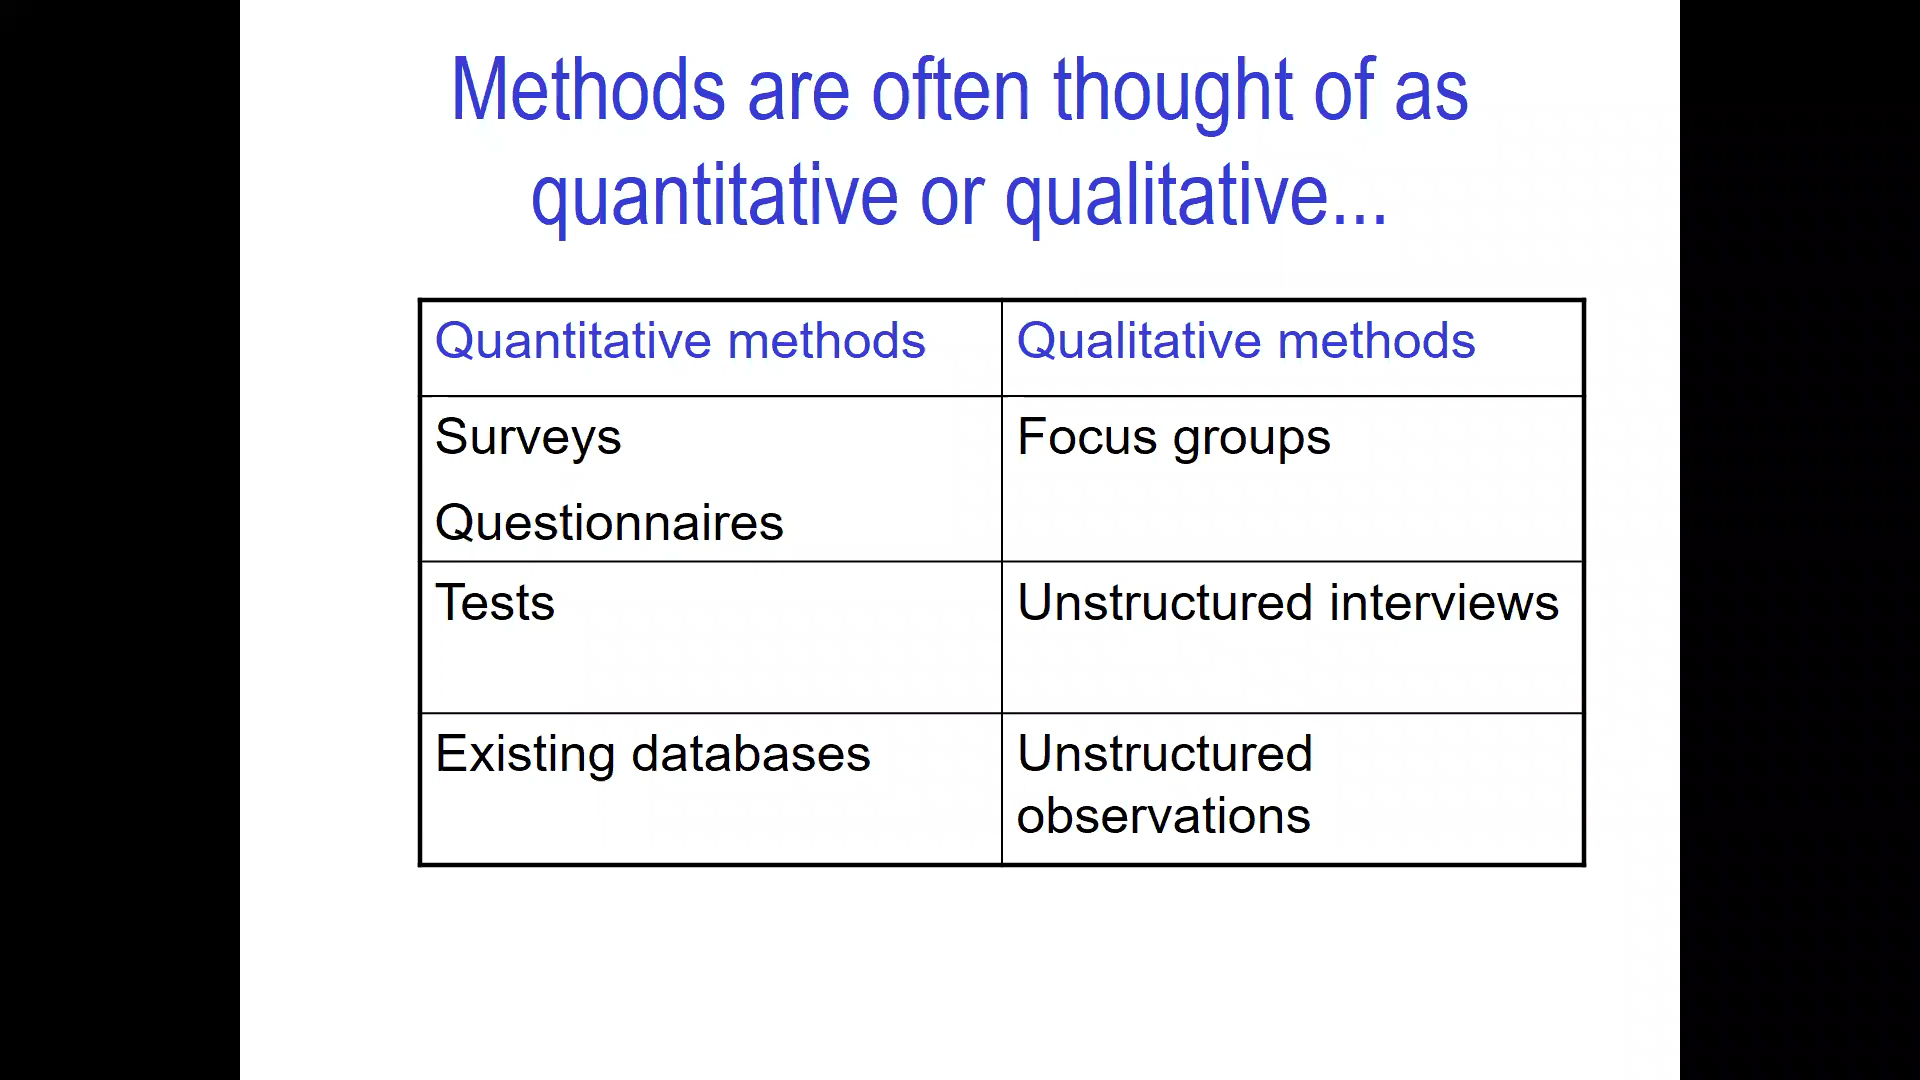 Methods are often thought of as
quantitative or qualitative...
Quantitative methods
Qualitative methods
Surveys
Questionnaires
Focus groups
Tests
Unstructured interviews
Existing databases
Unstructured
observations